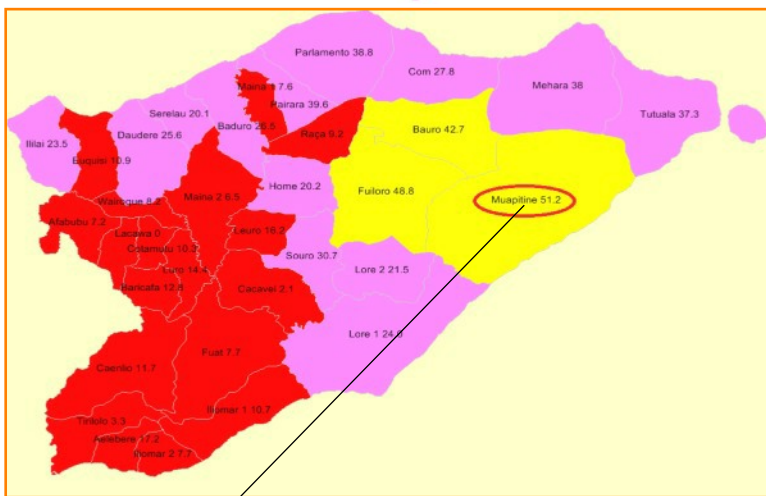 Parlamento 38.8
Com 27.8
Mehara 38
Tutuala 37.3
Maina 1 7.6
Rairara 39.6
Serelau 20.1
Baduro 26.5
Raça 9.2
Bauro 42.7
Ililai 23.5
Daudere 25.6
Euquisi 10.9
Home 20.2
Fuiloro 48.8
Muapitine 51.2
Wairoque 8.2
Maina 2 6.5
Afabubu 7.2
Lacawa 0
Leuro 16.2
Cotamutu 10.3
Souro 30.7
Luro 14.4
Lore 2 21.5
Baricafa 12.8
Cacavei 2.1
Lore 1 24.0
Fuat 7.7
Caenlio 11.7
Iliomar 1 10.7
Tirilolo 3.3
Aelebere 17.2
Iliomar 2 7.7